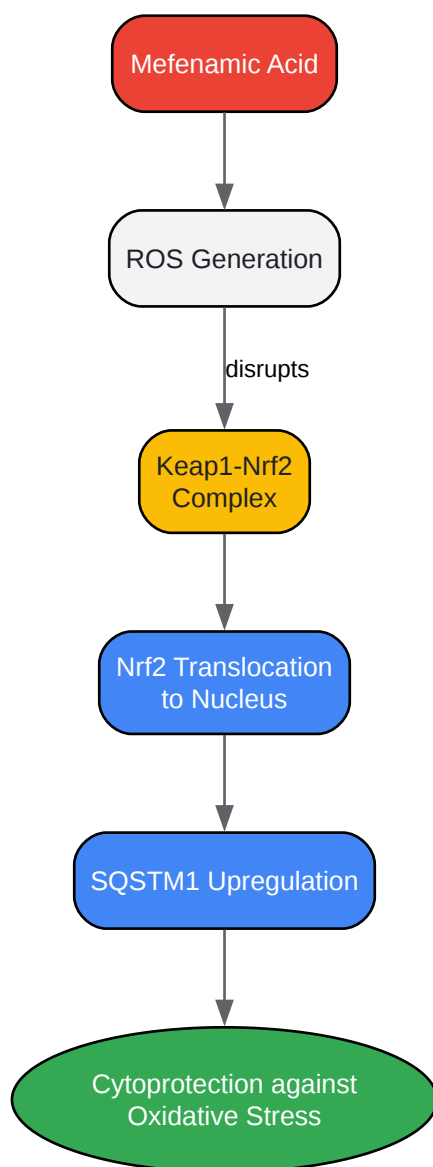 Mefenamic Acid
ROS Generation
disrupts
Keap1-Nrf2
Complex
Nrf2 Translocation
to Nucleus
SQSTM1 Upregulation
Cytoprotection against
Oxidative Stress